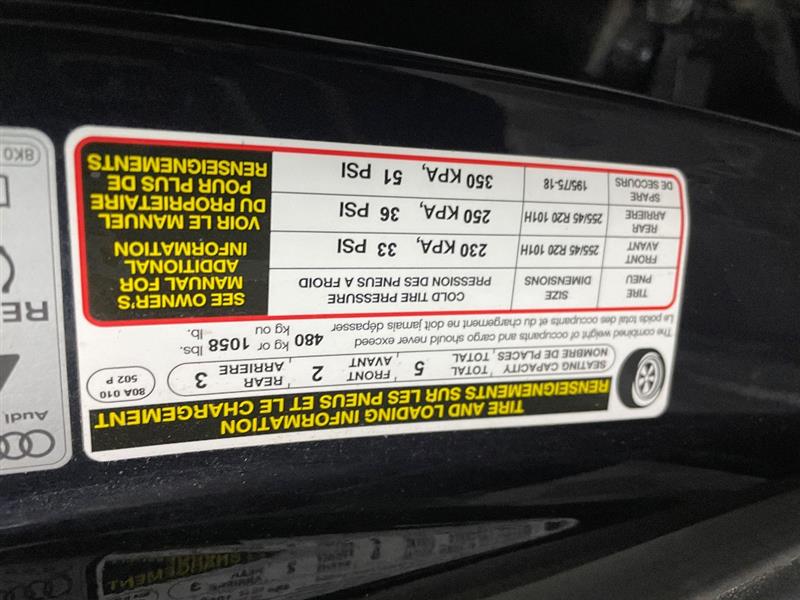 TIRE AND LOADING INFORMATION
RENSEIGNEMENTS SUR LES PNEUS ET LE CHARGEMENT
80A 010
502 P
SEATING CAPACITY TOTAL 5 FRONT 2 REAR 3
NOMBRE DE PLACES, TOTAL, AVANT ARRIERE
The combined weight of occupants and cargo should never exceed 480 kg or 1058 lbs.
Le poids total des occupants et du chargement ne doit jamais dépasser kg ou lb.
TIRE PNEU
SIZE DIMENSIONS
COLD TIRE PRESSURE
PRESSION DES PNEUS A FROID
FRONT AVANT 255/45 R20 101H 230 KPA, 33 PSI
REAR ARRIERE 255/45 R20 101H 250 KPA, 36 PSI
SPARE DE SECOURS 195/75-18 350 KPA, 51 PSI
SEE OWNER'S
MANUAL FOR
ADDITIONAL
INFORMATION
VOIR LE MANUEL
DU PROPRIETAIRE
POUR PLUS DE
RENSEIGNEMENTS
Audi
RE
8K0